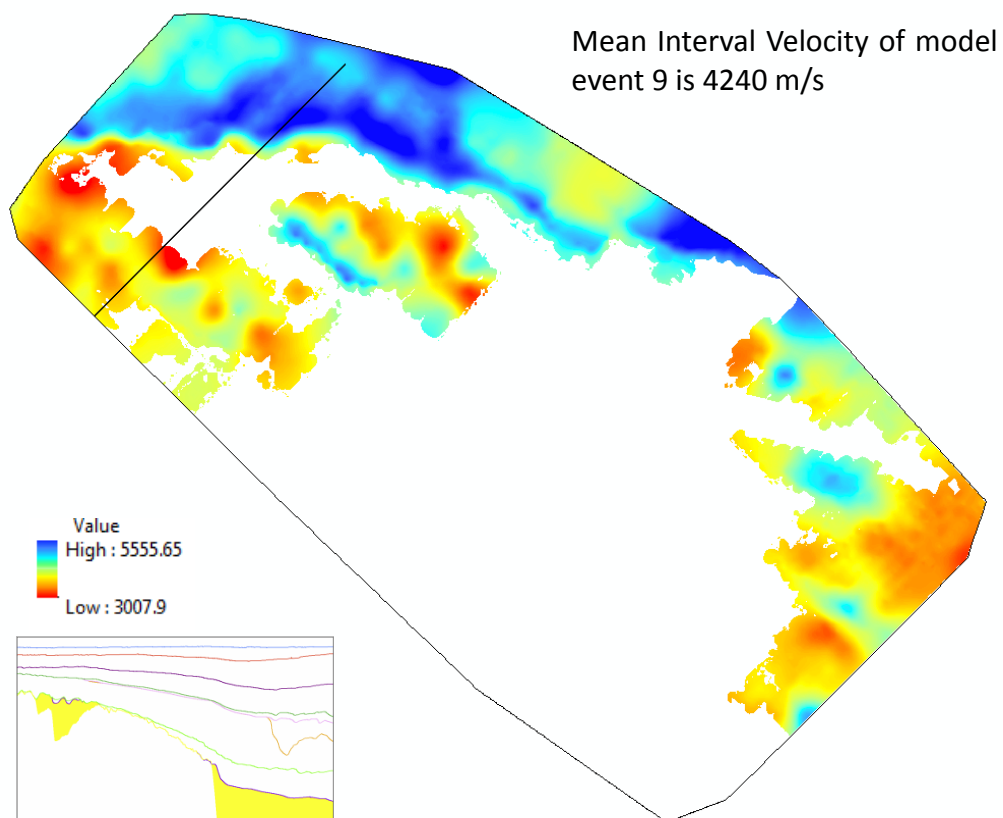 Mean Interval Velocity of model
event 9 is 4240 m/s
Value
High : 5555.65
Low : 3007.9